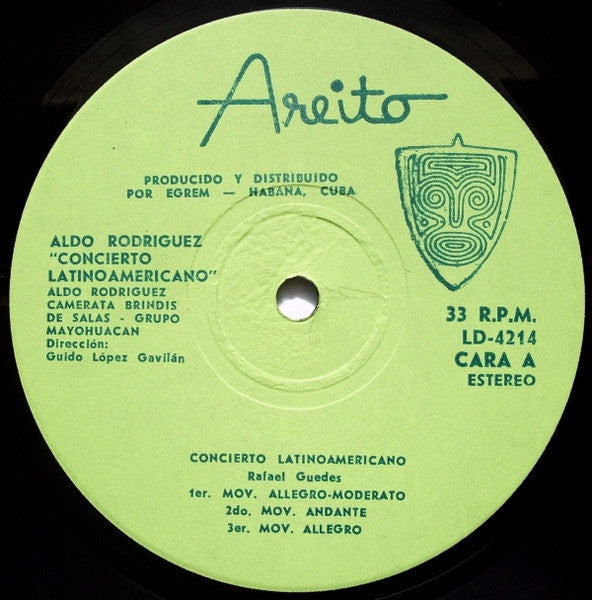 Areito
PRODUCIDO Y DISTRIBUIDO
POR EGREM — HABANA, CUBA
ALDO RODRIGUEZ
"CONCIERTO
LATINOAMERICANO"
ALDO RODRIGUEZ
CAMERATA BRINDIS
DE SALAS - GRUPO
MAYOHUACAN
Dirección:
Guido López Gavilán
33 R.P.M.
LD-4214
CARA A
ESTEREO
CONCIERTO LATINOAMERICANO
Rafael Guedes
1er. MOV. ALLEGRO-MODERATO
2do. MOV. ANDANTE
3er. MOV. ALLEGRO